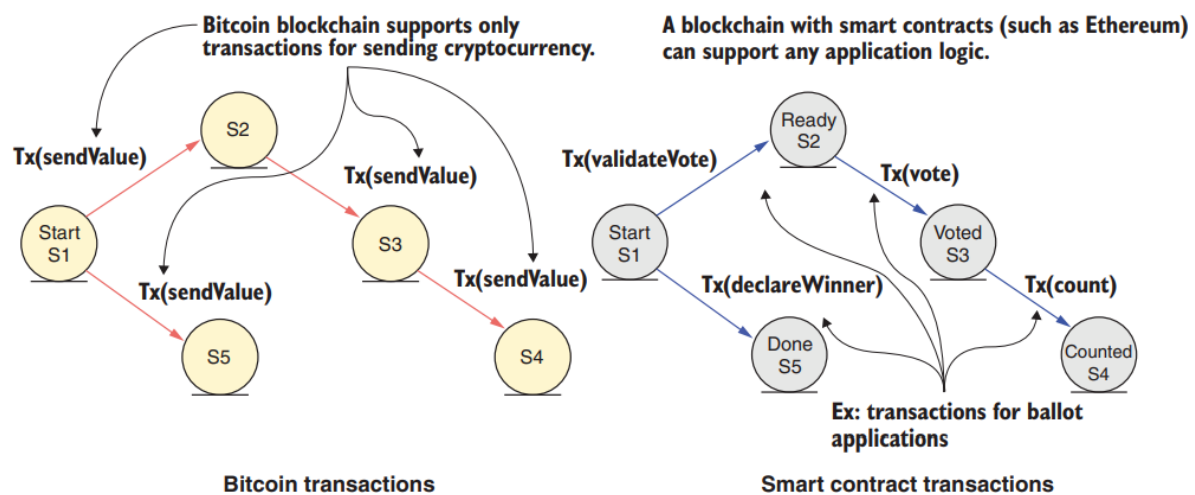 Bitcoin blockchain supports only
transactions for sending cryptocurrency.
S2
Tx(sendValue)
Tx(sendValue)
Start
S1
S3
Tx(sendValue)
Tx(sendValue)
S5
S4
Bitcoin transactions
A blockchain with smart contracts (such as Ethereum)
can support any application logic.
Ready
S2
Tx(validateVote)
Tx(vote)
Start
S1
Voted
S3
Tx(declareWinner)
Tx(count)
Done
S5
Counted
S4
Ex: transactions for ballot
applications
Smart contract transactions